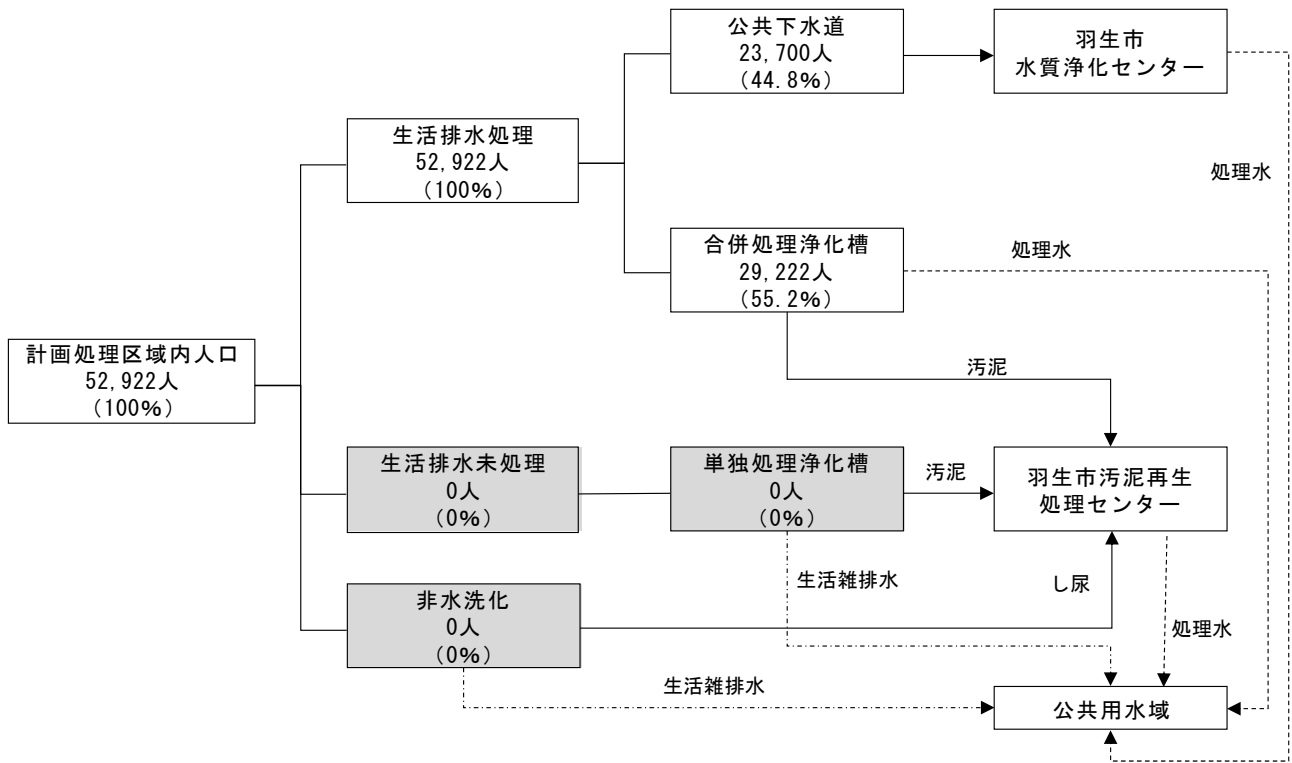 公共下水道
23,700人
(44.8%)
羽生市
水質浄化センター
生活排水処理
52,922人
(100%)
処理水
合併処理浄化槽
29,222人
(55.2%)
処理水
計画処理区域内人口
52,922人
(100%)
汚泥
生活排水未処理
0人
(0%)
単独処理浄化槽
0人
(0%)
汚泥
羽生市汚泥再生
処理センター
生活雑排水
し尿
非水洗化
0人
(0%)
処理水
生活雑排水
公共用水域